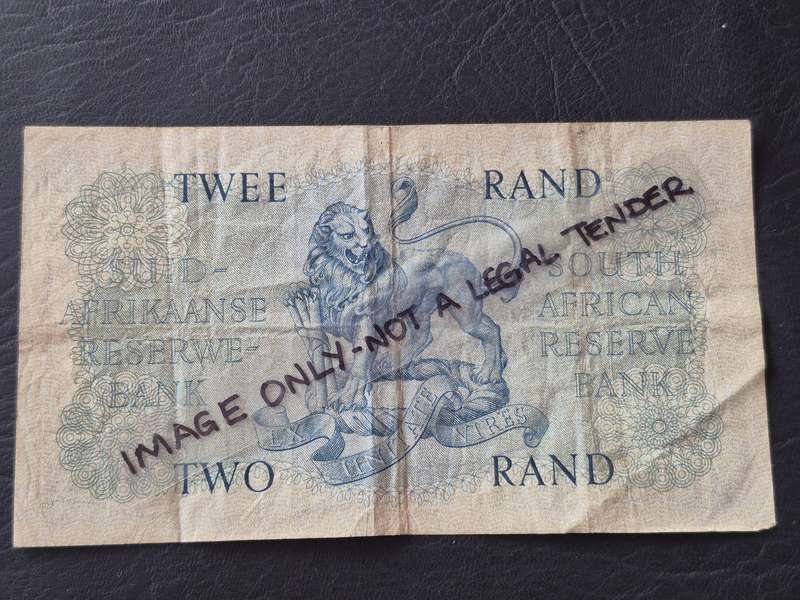 TWEE RAND
SUID-
AFRIKAANSE
RESERWE-
BANK
SOUTH
AFRICAN
RESERVE
BANK
EX UNITATE VIRES
TWO RAND
IMAGE ONLY-NOT A LEGAL TENDER